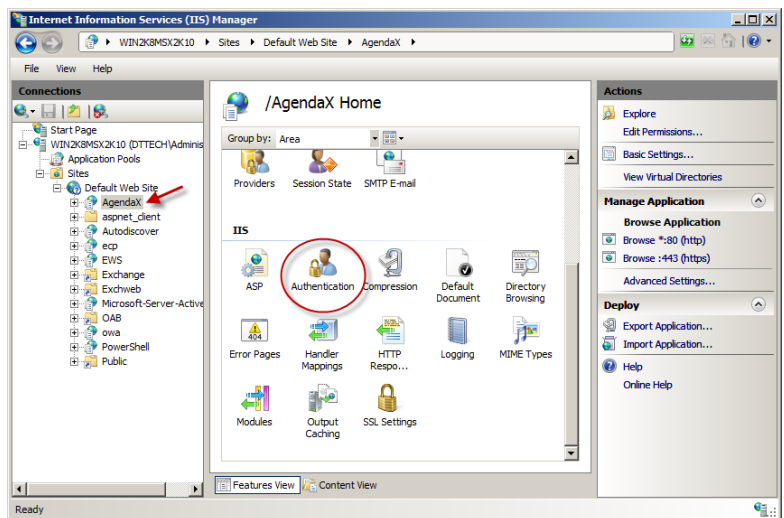 Internet Information Services (IIS) Manager
WIN2K8MSX2K10 Sites Default Web Site AgendaX
File View Help
Connections
Start Page
WIN2K8MSX2K10 (DTTECH\Adminis
Application Pools
Sites
Default Web Site
AgendaX
aspnet_client
Autodiscover
ecp
EWS
Exchange
Exchweb
Microsoft-Server-Active
OAB
owa
PowerShell
Public
/AgendaX Home
Group by: Area
Providers Session State SMTP E-mail
IIS
ASP Authentication Compression Default Document Directory Browsing
404
Error Pages Handler Mappings HTTP Respo... Logging MIME Types
Modules Output Caching SSL Settings
Features View Content View
Actions
Explore
Edit Permissions...
Basic Settings...
View Virtual Directories
Manage Application
Browse Application
Browse *:80 (http)
Browse :443 (https)
Advanced Settings...
Deploy
Export Application...
Import Application...
Help
Online Help
Ready